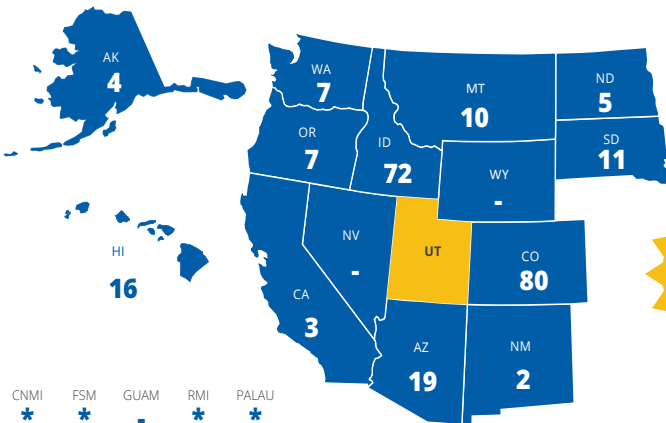 AK
4
WA
7
MT
10
ND
5
OR
7
ID
72
SD
11
WY
-
HI
16
NV
-
UT
CO
80
CA
3
AZ
19
NM
2
CNMI FSM GUAM RMI PALAU
* * - * *